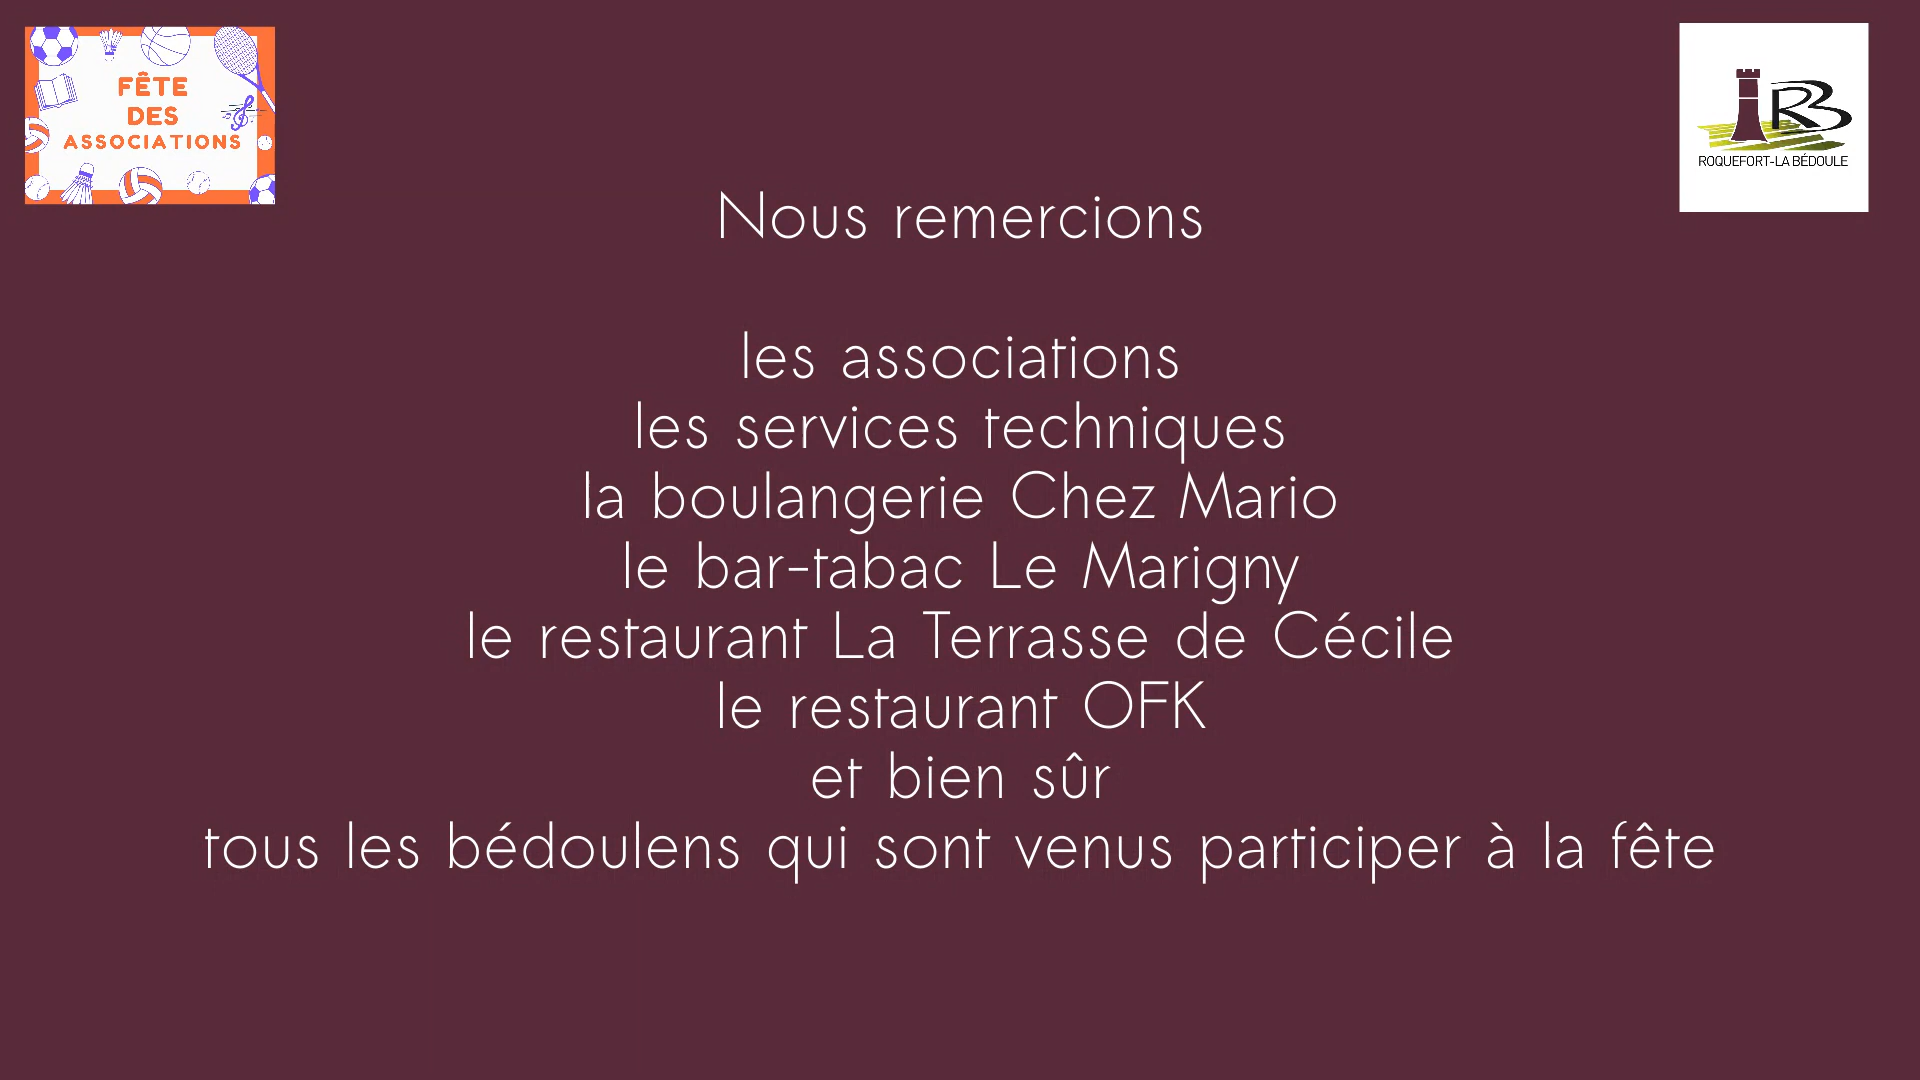 FÊTE
DES
ASSOCIATIONS
RB
ROQUEFORT-LA BÉDOULE
Nous remercions
les associations
les services techniques
la boulangerie Chez Mario
le bar-tabac Le Marigny
le restaurant La Terrasse de Cécile
le restaurant OFK
et bien sûr
tous les bédoulens qui sont venus participer à la fête